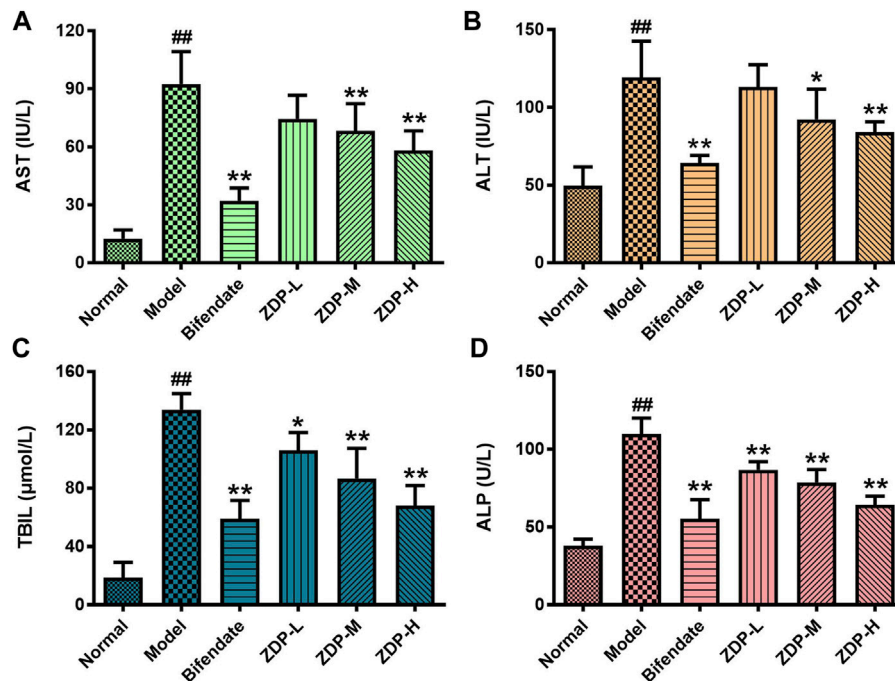 A
AST (IU/L)
120
90
60
30
0
##
**
**
**
Normal
Model
Bifendate
ZDP-L
ZDP-M
ZDP-H
B
ALT (IU/L)
150
100
50
0
##
**
*
**
Normal
Model
Bifendate
ZDP-L
ZDP-M
ZDP-H
C
TBIL (μmol/L)
160
120
80
40
0
##
**
*
**
**
Normal
Model
Bifendate
ZDP-L
ZDP-M
ZDP-H
D
ALP (U/L)
150
100
50
0
##
**
**
**
**
Normal
Model
Bifendate
ZDP-L
ZDP-M
ZDP-H